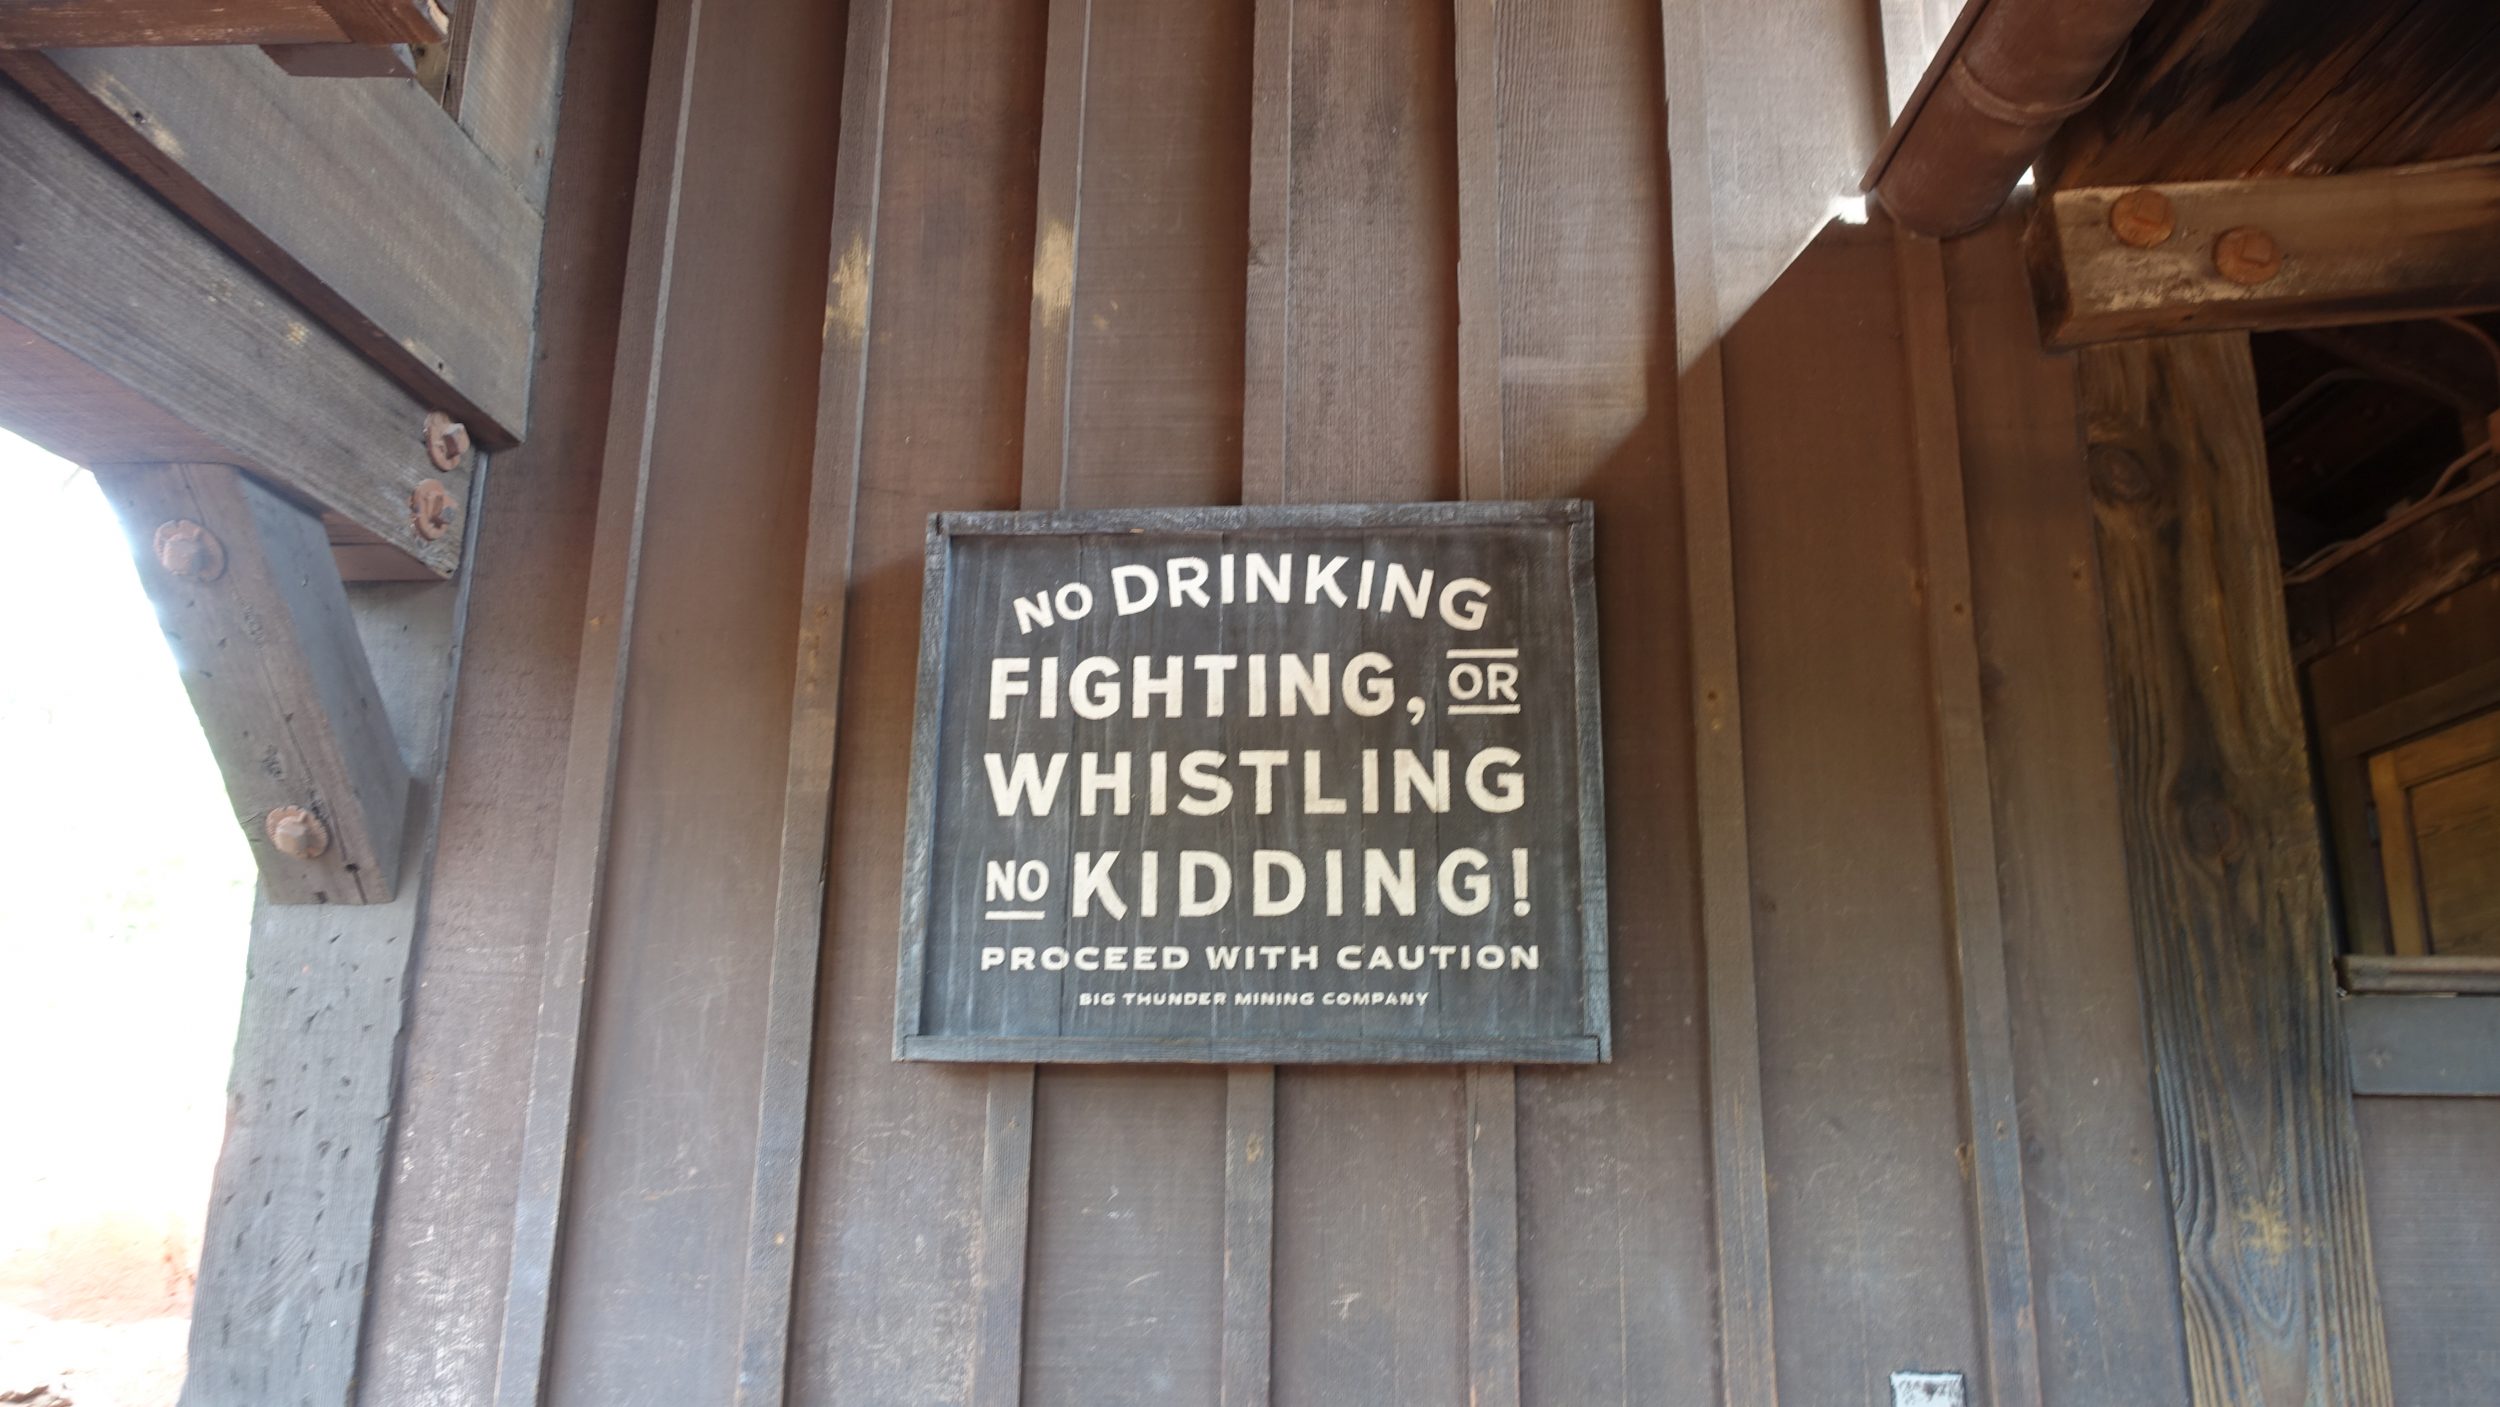 NO DRINKING
FIGHTING, OR
WHISTLING
NO KIDDING!
PROCEED WITH CAUTION
BIG THUNDER MINING COMPANY